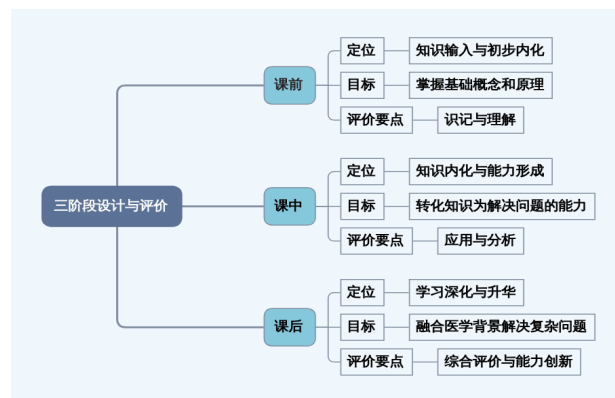 三阶段设计与评价
课前
定位
知识输入与初步内化
目标
掌握基础概念和原理
评价要点
识记与理解
课中
定位
知识内化与能力形成
目标
转化知识为解决问题的能力
评价要点
应用与分析
课后
定位
学习深化与升华
目标
融合医学背景解决复杂问题
评价要点
综合评价与能力创新